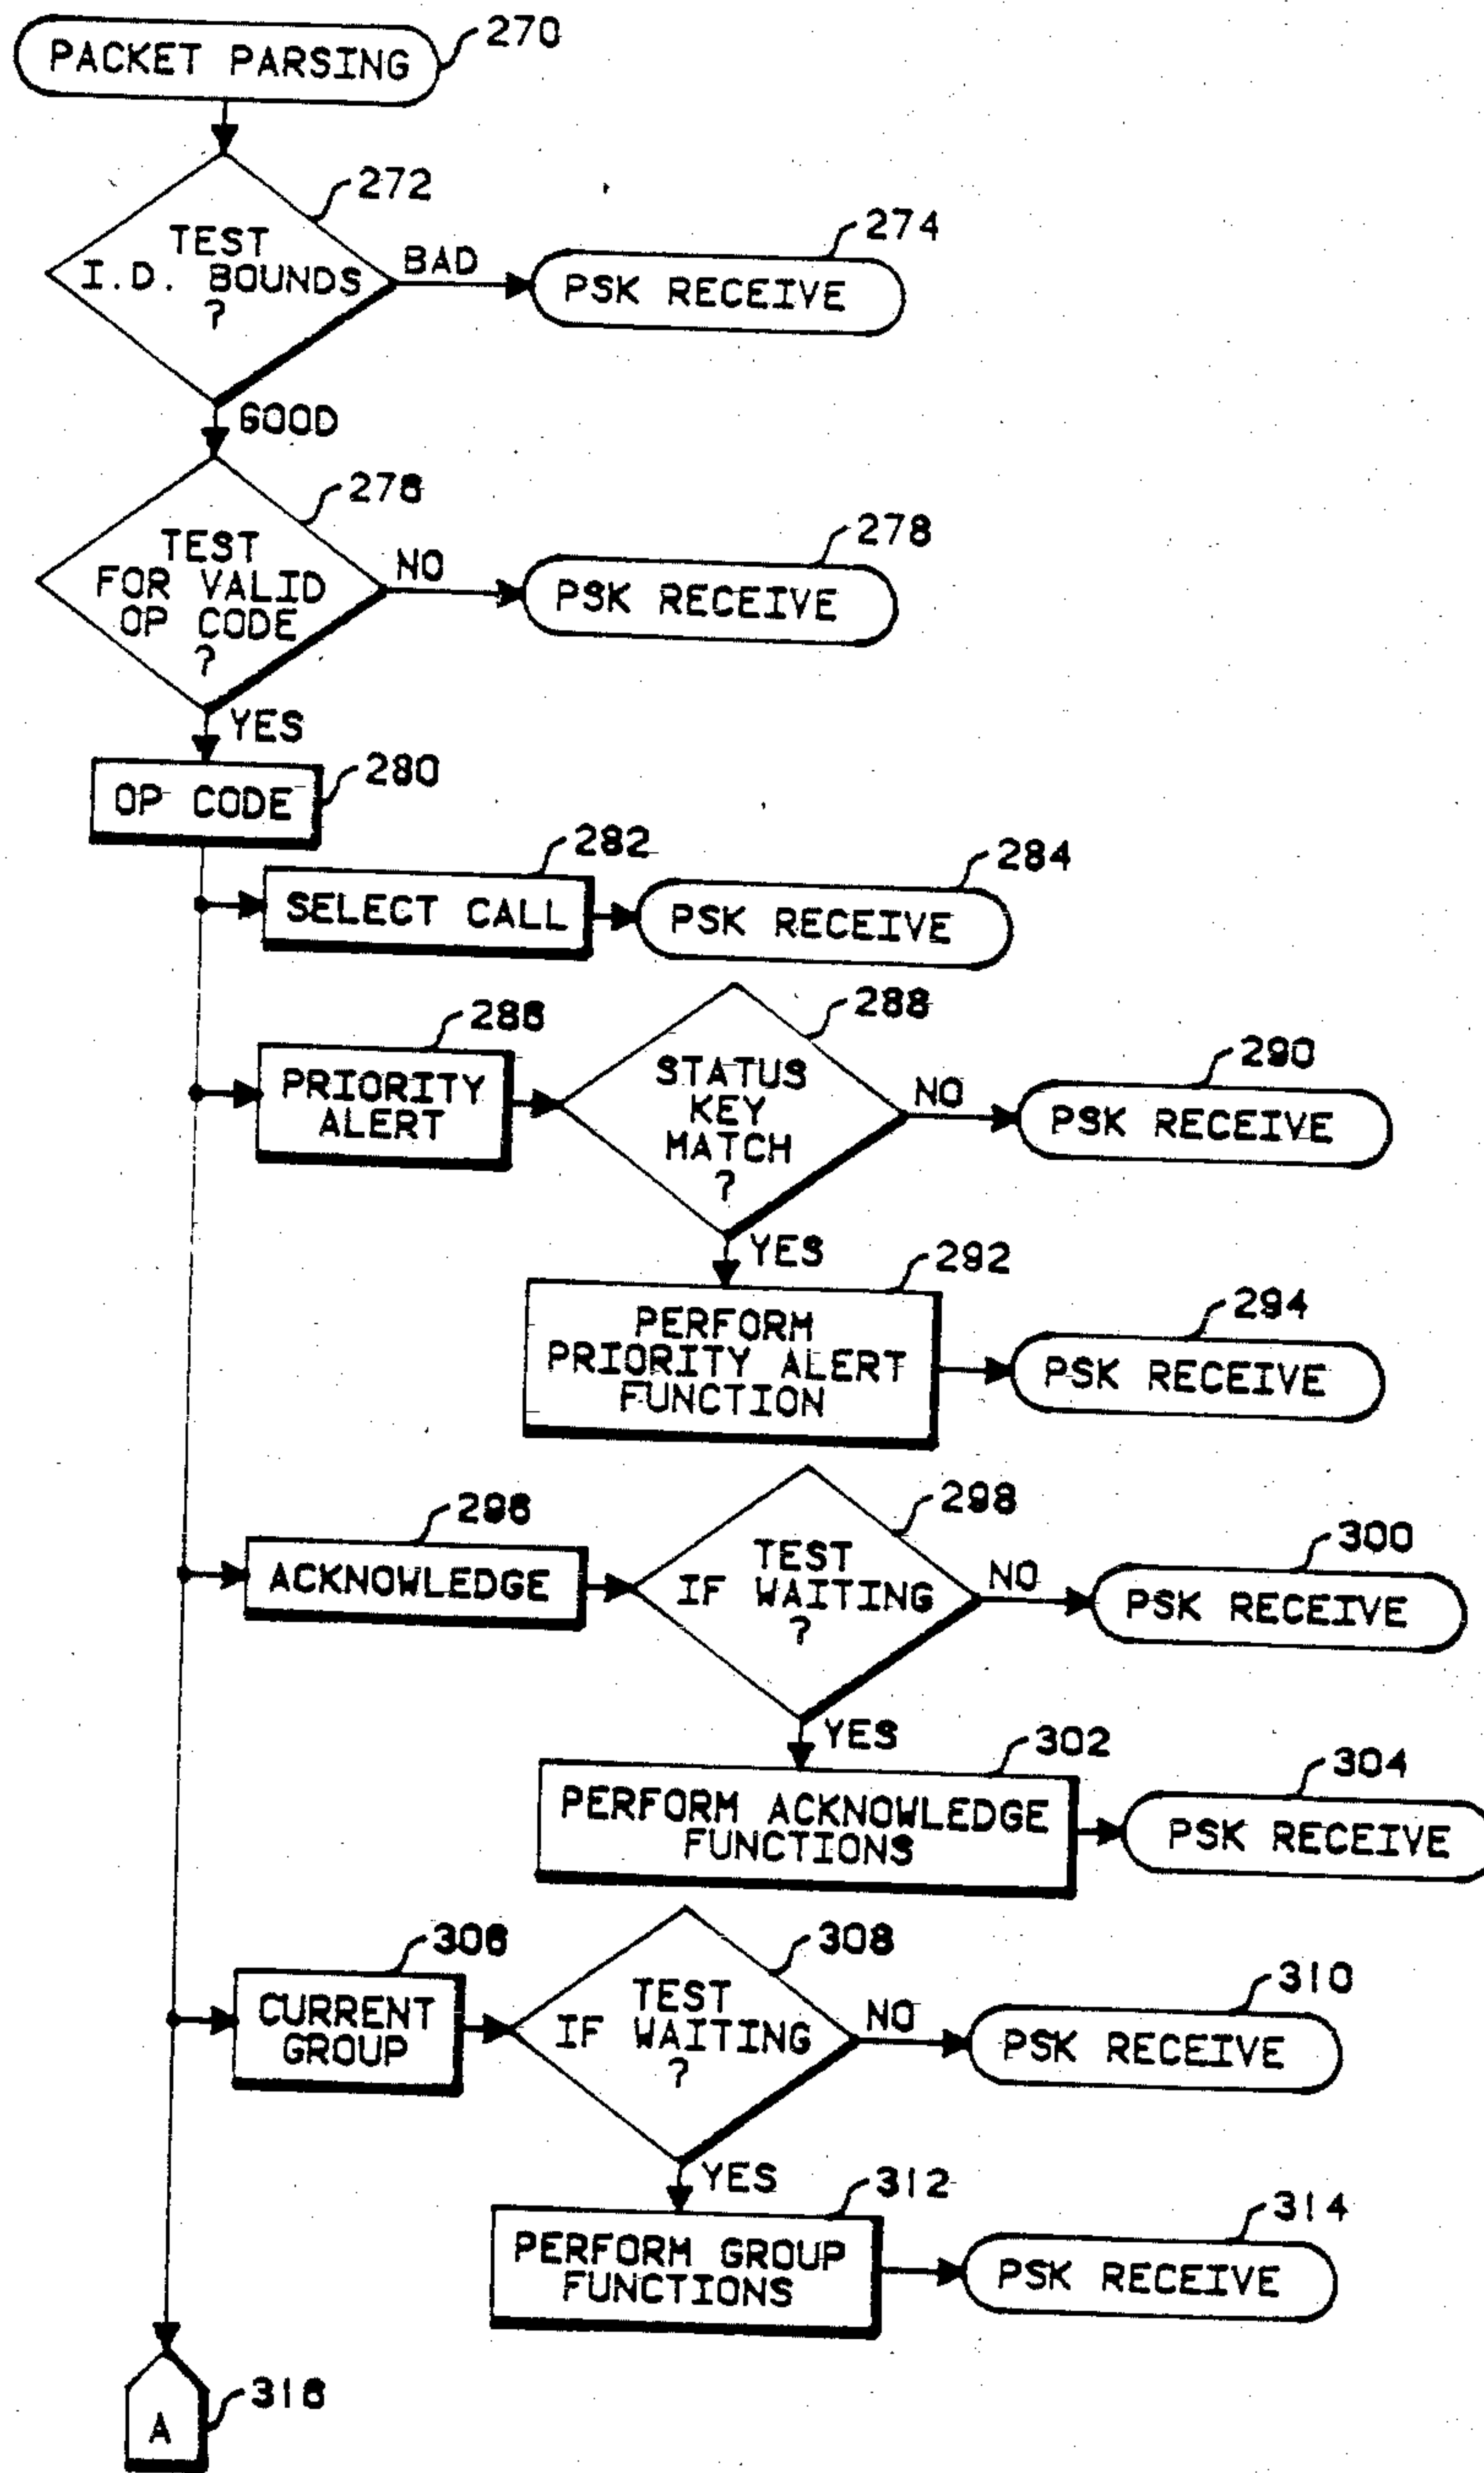 PACKET PARSING
270
TEST
I.D. BOUNDS
?
272
BAD
PSK RECEIVE
274
GOOD
TEST
FOR VALID
OP CODE
?
276
NO
PSK RECEIVE
278
YES
OP CODE
280
SELECT CALL
282
PSK RECEIVE
284
PRIORITY
ALERT
286
STATUS
KEY
MATCH
?
288
NO
PSK RECEIVE
290
YES
PERFORM
PRIORITY ALERT
FUNCTION
292
PSK RECEIVE
294
ACKNOWLEDGE
296
TEST
IF WAITING
?
298
NO
PSK RECEIVE
300
YES
PERFORM ACKNOWLEDGE
FUNCTIONS
302
PSK RECEIVE
304
CURRENT
GROUP
306
TEST
IF WAITING
?
308
NO
PSK RECEIVE
310
YES
PERFORM GROUP
FUNCTIONS
312
PSK RECEIVE
314
A
316